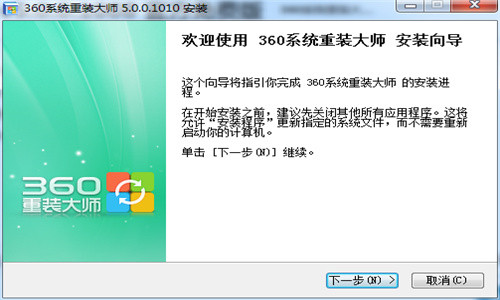 360系统重装大师 5.0.0.1010 安装
欢迎使用 360系统重装大师 安装向导
这个向导将指引你完成 360系统重装大师 的安装进
程。
在开始安装之前，建议先关闭其他所有应用程序。这将
允许“安装程序”更新指定的系统文件，而不需要重新
启动你的计算机。
单击 [下一步(N)] 继续。
360
重装大师
下一步(N) >
取消(C)